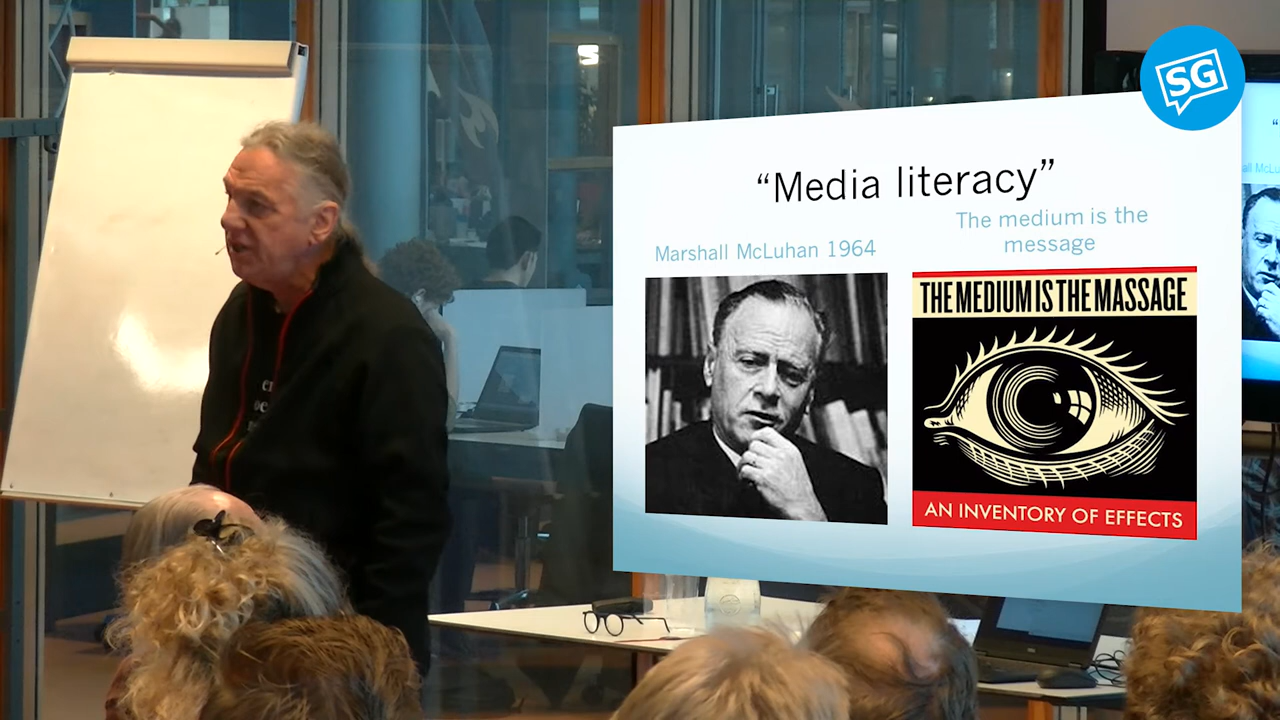 SG
“Media literacy”
Marshall McLuhan 1964
The medium is the
message
THE MEDIUM IS THE MASSAGE
AN INVENTORY OF EFFECTS